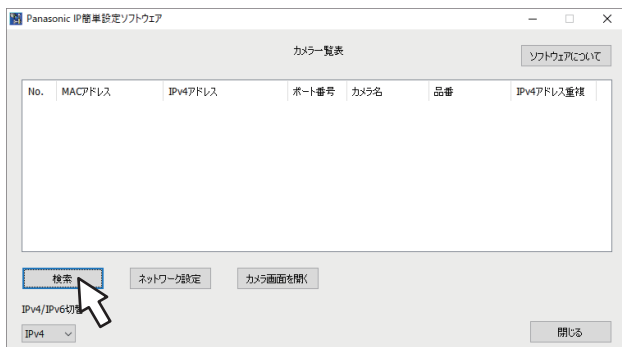 Panasonic IP簡単設定ソフトウェア
カメラ一覧表
ソフトウェアについて
No. MACアドレス IPv4アドレス ポート番号 カメラ名 品番 IPv4アドレス重複
検索 ネットワーク設定 カメラ画面を開く
IPv4/IPv6切替
IPv4 閉じる